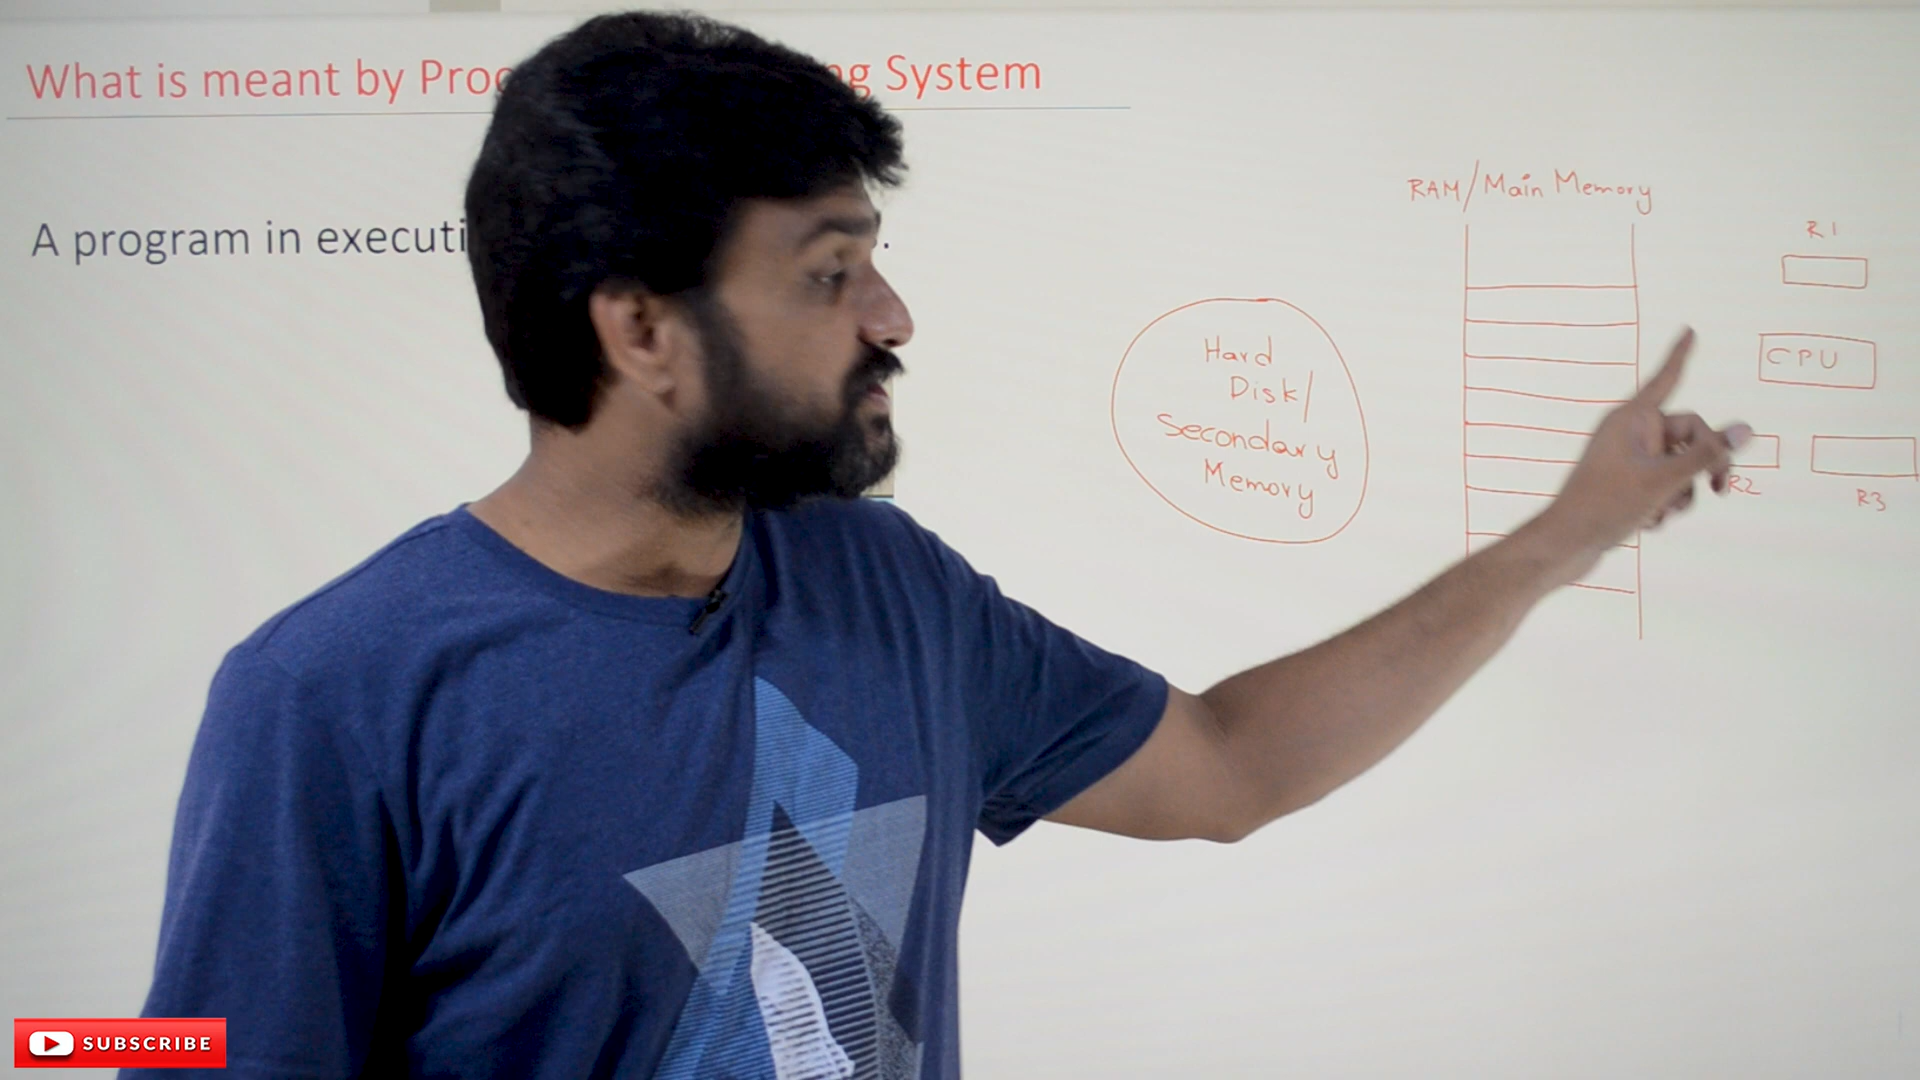 What is meant by Proc g System
A program in executi .
RAM/Main Memory
R1
Hard
Disk/
Secondary
Memory
CPU
R2
R3
SUBSCRIBE